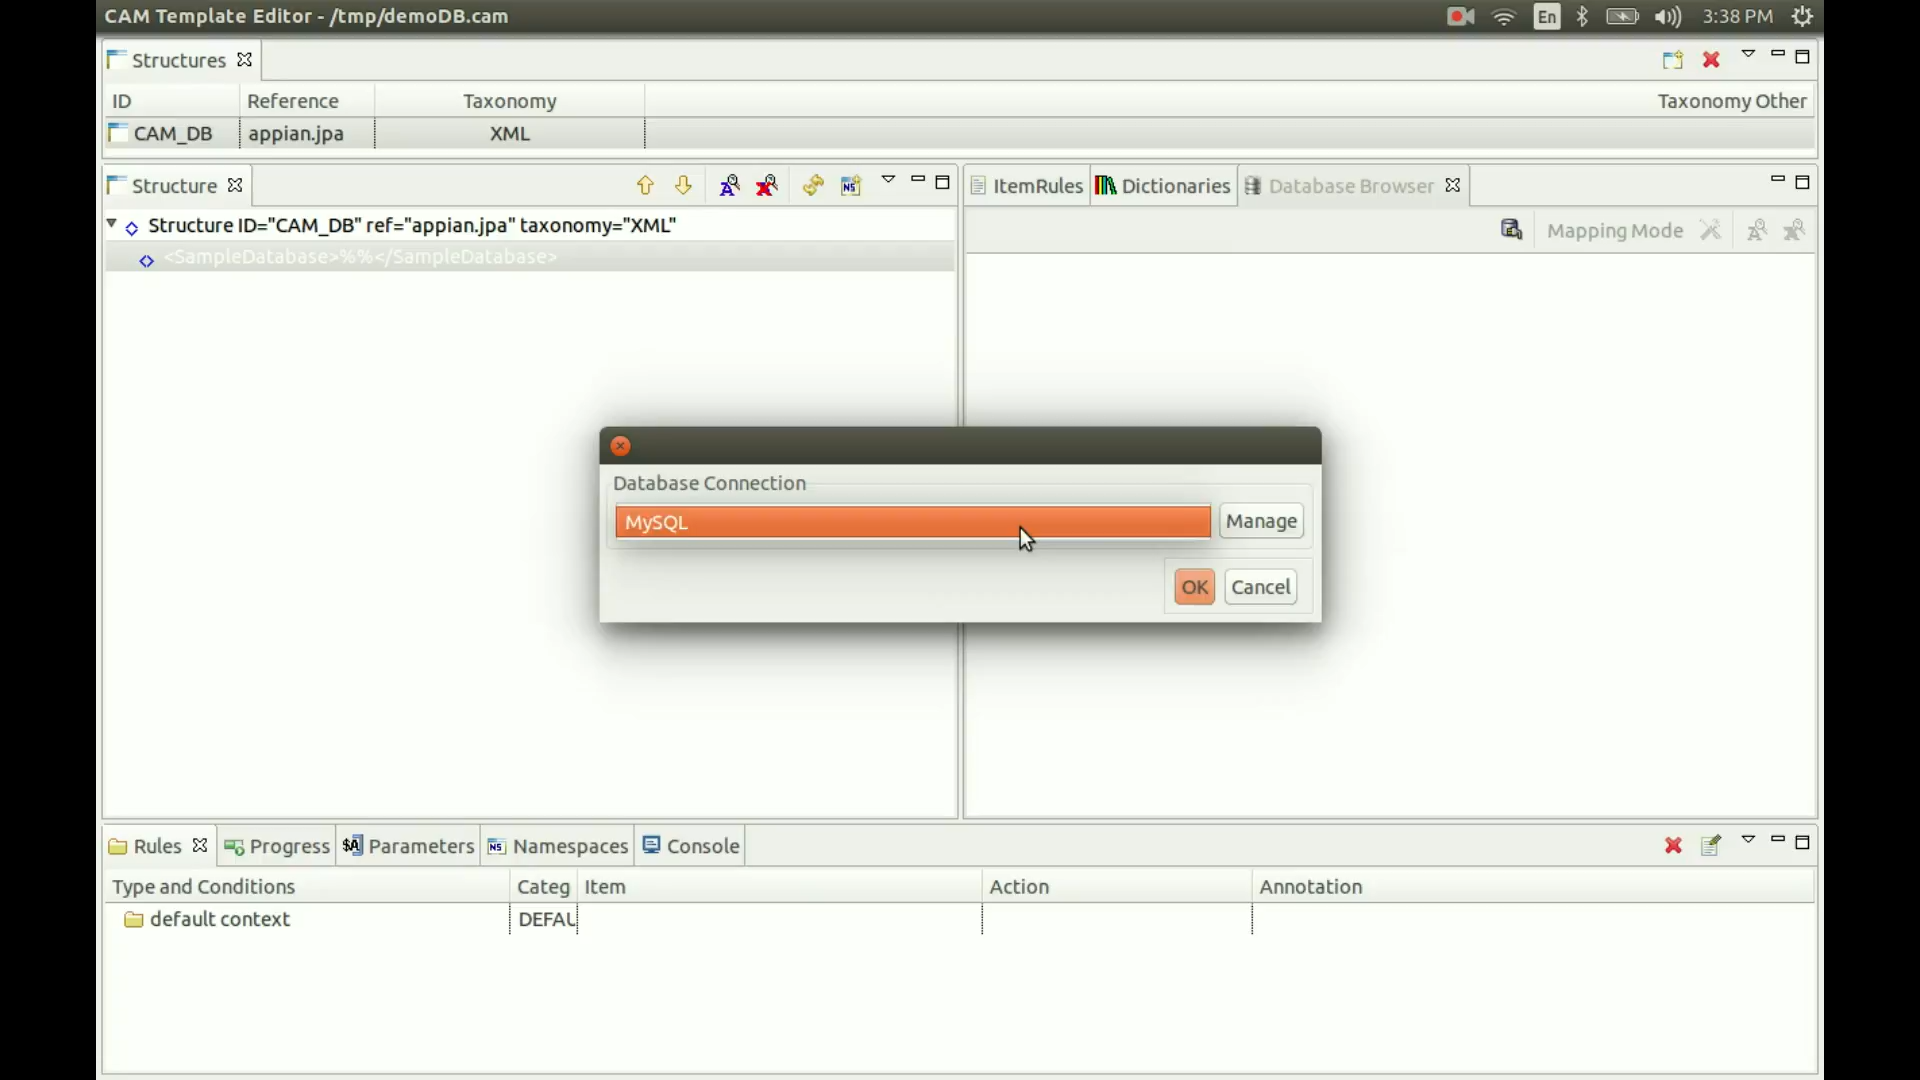 CAM Template Editor - /tmp/demoDB.cam
En
3:38 PM
Structures
ID Reference Taxonomy Taxonomy Other
CAM_DB appian.jpa XML
Structure
Structure ID="CAM_DB" ref="appian.jpa" taxonomy="XML"
<SampleDatabase>%%</SampleDatabase>
ItemRules Dictionaries Database Browser
Mapping Mode
Database Connection
MySQL Manage
OK Cancel
Rules Progress Parameters Namespaces Console
Type and Conditions Categ Item Action Annotation
default context DEFAU